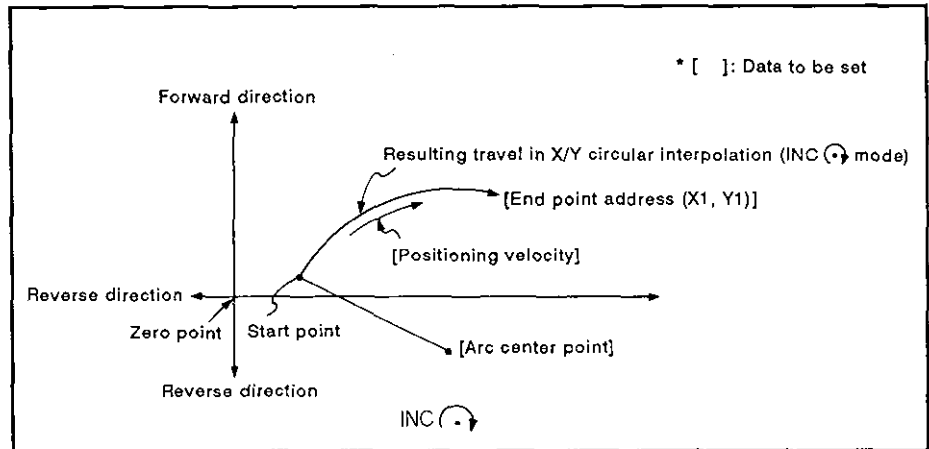 * [ ]: Data to be set
Forward direction
Resulting travel in X/Y circular interpolation (INC mode)
[End point address (X1, Y1)]
[Positioning velocity]
Reverse direction
Zero point
Start point
[Arc center point]
Reverse direction
INC